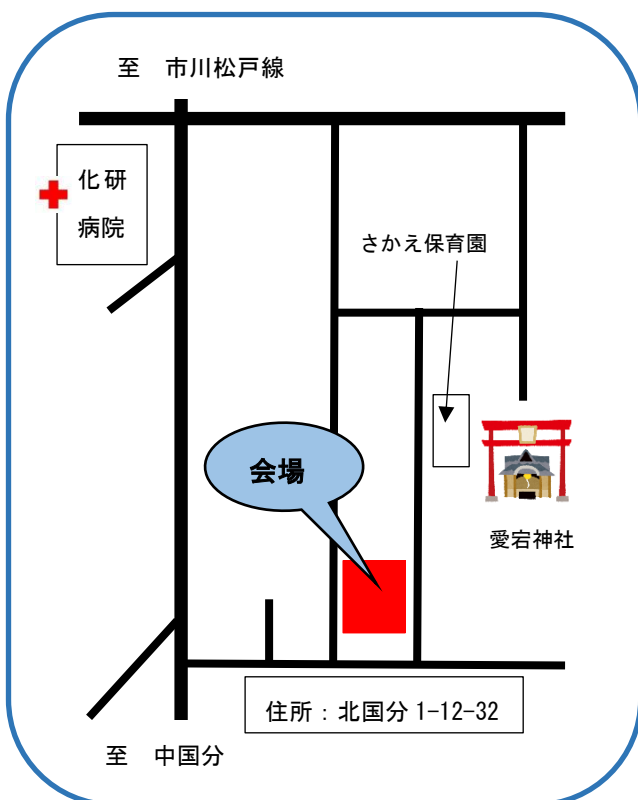 至　市川松戸線
化研
病院
さかえ保育園
会場
愛宕神社
住所：北国分 1-12-32
至　中国分